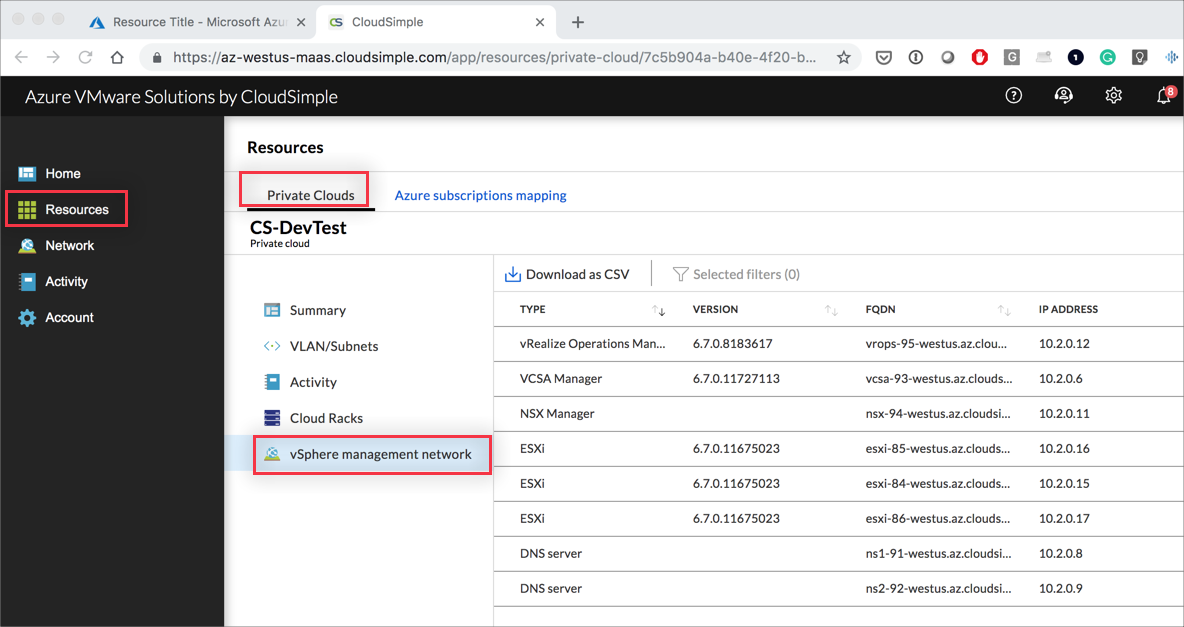 Resource Title - Microsoft Azu
CS CloudSimple
https://az-westus-maas.cloudsimple.com/app/resources/private-cloud/7c5b904a-b40e-4f20-b...
Azure VMware Solutions by CloudSimple
8
Home
Resources
Network
Activity
Account
Resources
Private Clouds Azure subscriptions mapping
CS-DevTest
Private cloud
Summary
VLAN/Subnets
Activity
Cloud Racks
vSphere management network
Download as CSV Selected filters (0)
TYPE VERSION FQDN IP ADDRESS
vRealize Operations Man... 6.7.0.8183617 vrops-95-westus.az.clou... 10.2.0.12
VCSA Manager 6.7.0.11727113 vcsa-93-westus.az.clouds... 10.2.0.6
NSX Manager nsx-94-westus.az.cloudsi... 10.2.0.11
ESXi 6.7.0.11675023 esxi-85-westus.az.clouds... 10.2.0.16
ESXi 6.7.0.11675023 esxi-84-westus.az.clouds... 10.2.0.15
ESXi 6.7.0.11675023 esxi-86-westus.az.clouds... 10.2.0.17
DNS server ns1-91-westus.az.cloudsi... 10.2.0.8
DNS server ns2-92-westus.az.cloudsi... 10.2.0.9